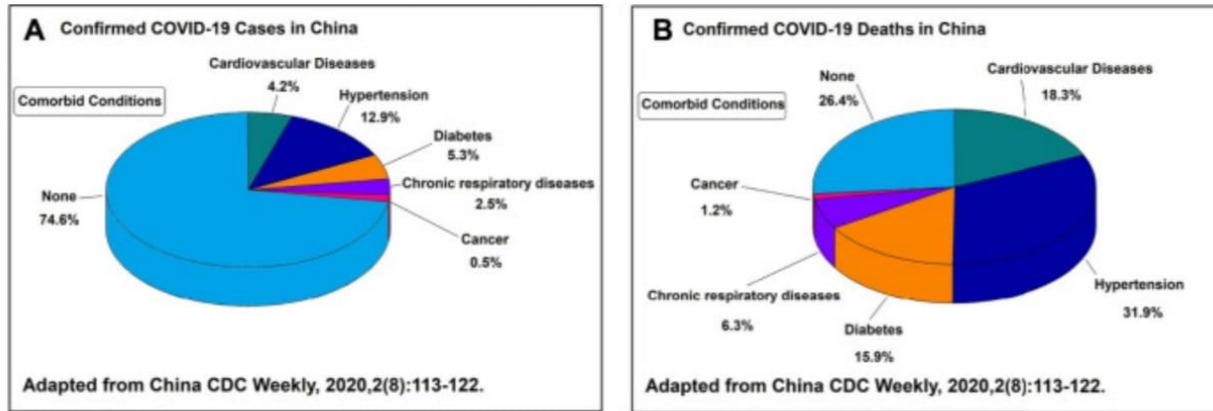 A Confirmed COVID-19 Cases in China
Comorbid Conditions
Cardiovascular Diseases
4.2%
Hypertension
12.9%
Diabetes
5.3%
Chronic respiratory diseases
2.5%
Cancer
0.5%
None
74.6%
Adapted from China CDC Weekly, 2020,2(8):113-122.
B Confirmed COVID-19 Deaths in China
Comorbid Conditions
None
26.4%
Cardiovascular Diseases
18.3%
Cancer
1.2%
Chronic respiratory diseases
6.3%
Diabetes
15.9%
Hypertension
31.9%
Adapted from China CDC Weekly, 2020,2(8):113-122.